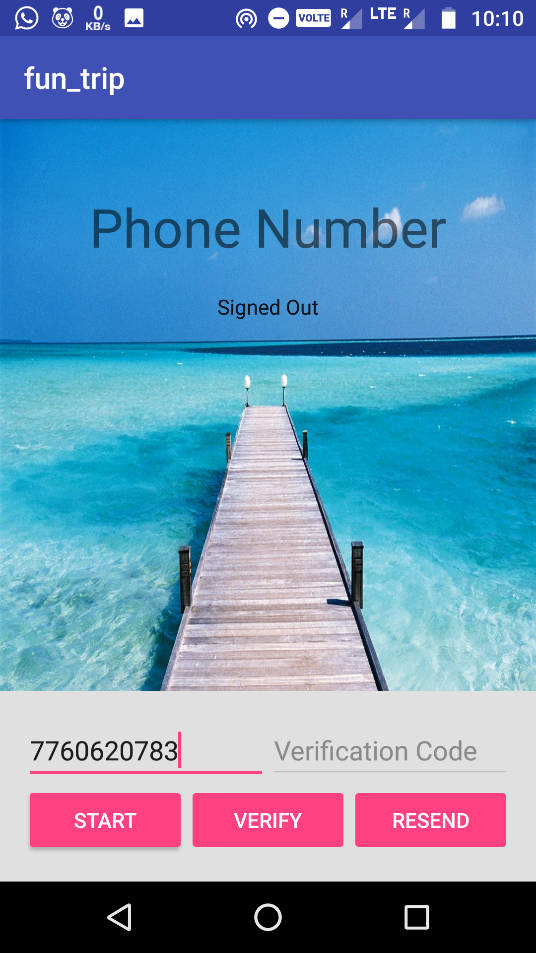 0 KB/s VOLTE R LTE R 10:10
fun_trip
Phone Number
Signed Out
7760620783 Verification Code
START VERIFY RESEND